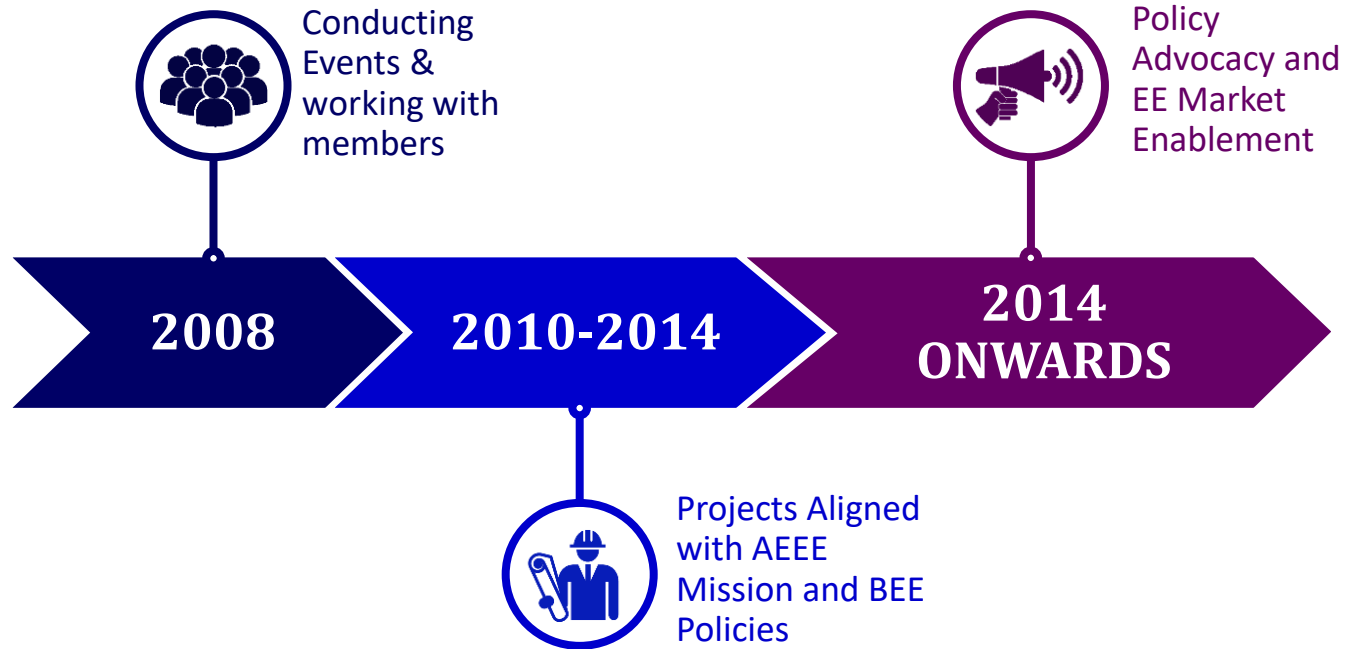 Conducting
Events &
working with
members
Policy
Advocacy and
EE Market
Enablement
2008
2010-2014
2014
ONWARDS
Projects Aligned
with AEEE
Mission and BEE
Policies